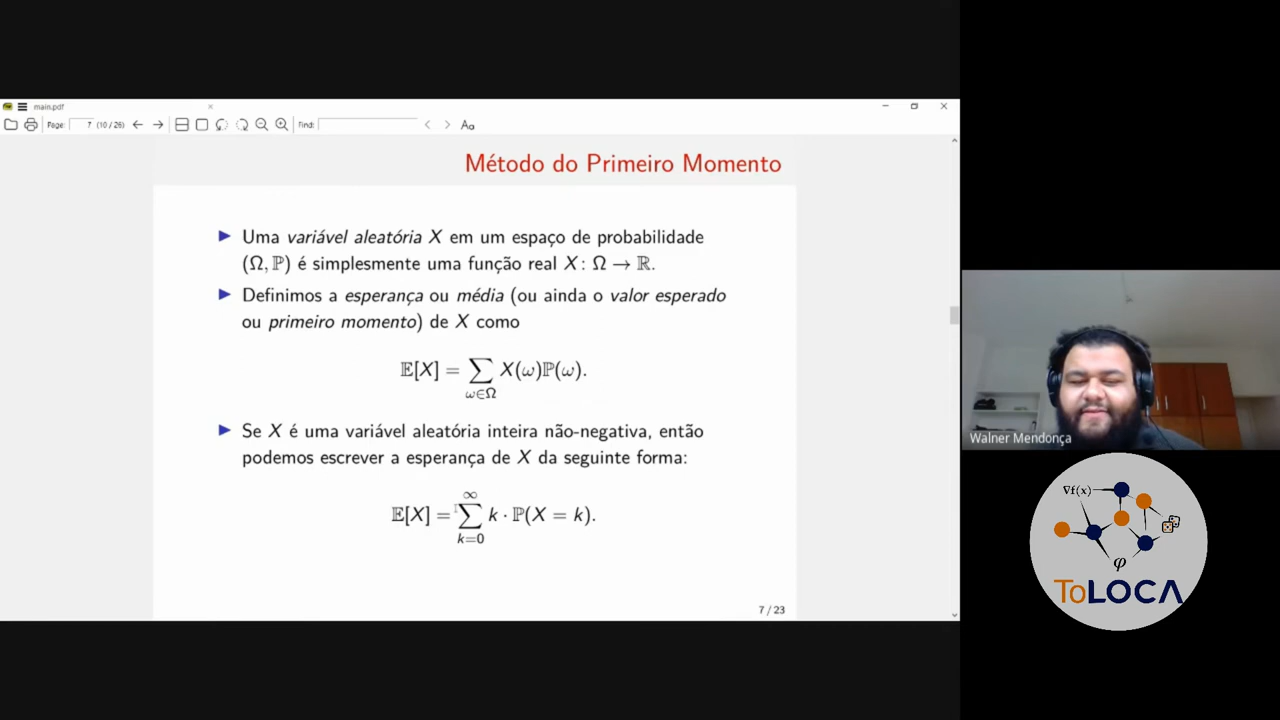 main.pdf
Page: 7 (10 / 26) Find: Aa
Método do Primeiro Momento
Uma variável aleatória X em um espaço de probabilidade
(Ω, ℙ) é simplesmente uma função real X: Ω → ℝ.
Definimos a esperança ou média (ou ainda o valor esperado
ou primeiro momento) de X como
𝔼[X] = ∑ X(ω)ℙ(ω).
ω∈Ω
Se X é uma variável aleatória inteira não-negativa, então
podemos escrever a esperança de X da seguinte forma:
∞
𝔼[X] = ∑ k · ℙ(X = k).
k=0
7 / 23
Walner Mendonça
∇f(x)
φ
ToLOCA